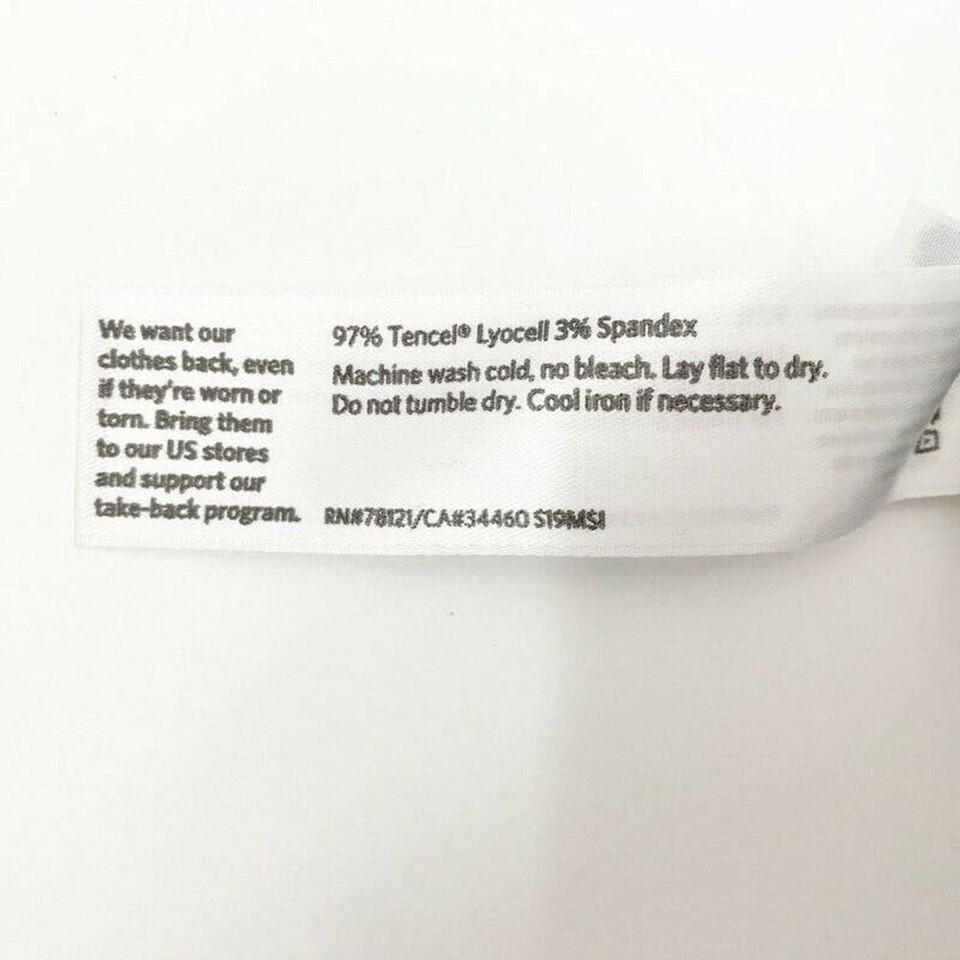 We want our
clothes back, even
if they're worn or
torn. Bring them
to our US stores
and support our
take-back program.
97% Tencel® Lyocell 3% Spandex
Machine wash cold, no bleach. Lay flat to dry.
Do not tumble dry. Cool iron if necessary.
RN#78121/CA#34460 S19MSI